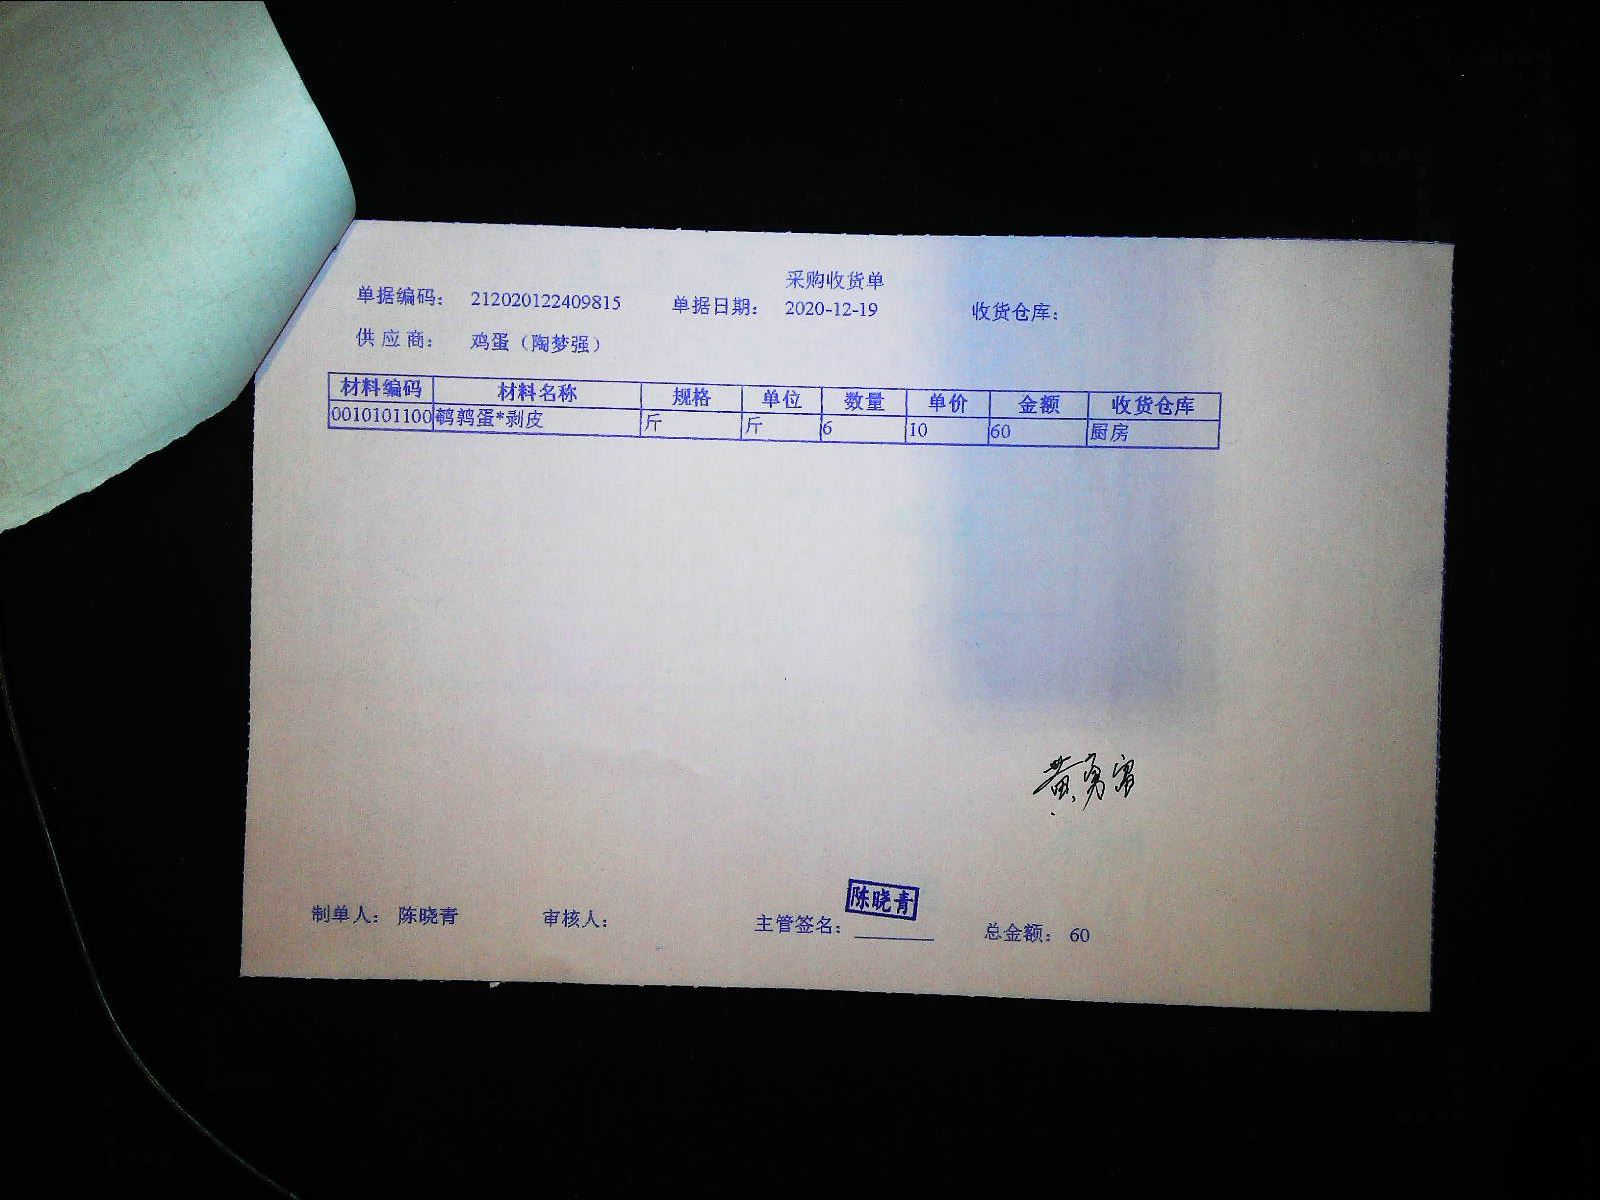 采购收货单
单据编码： 212020122409815 单据日期： 2020-12-19 收货仓库：
供应商： 鸡蛋（陶梦强）
材料编码 材料名称 规格 单位 数量 单价 金额 收货仓库
0010101100 鹌鹑蛋*剥皮 斤 斤 6 10 60 厨房
黄勇
陈晓青
制单人： 陈晓青 审核人： 主管签名： 总金额： 60